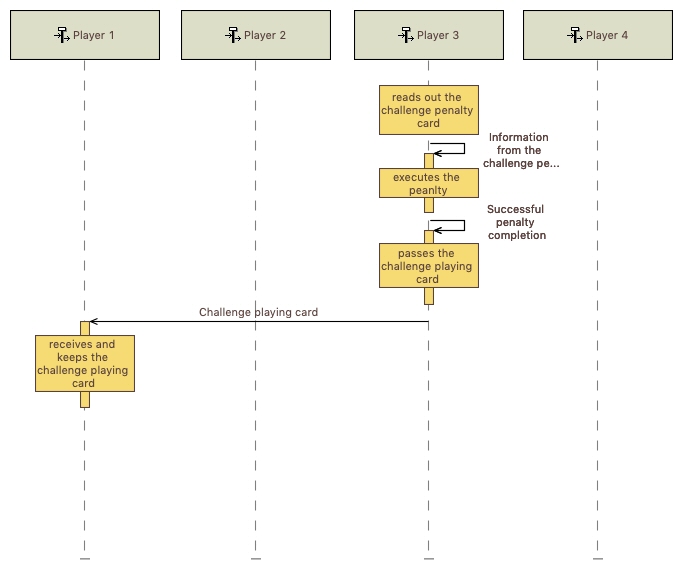 Player 1
Player 2
Player 3
Player 4
reads out the
challenge penalty
card
Information
from the
challenge pe...
executes the
peanlty
Successful
penalty
completion
passes the
challenge playing
card
Challenge playing card
receives and
keeps the
challenge playing
card